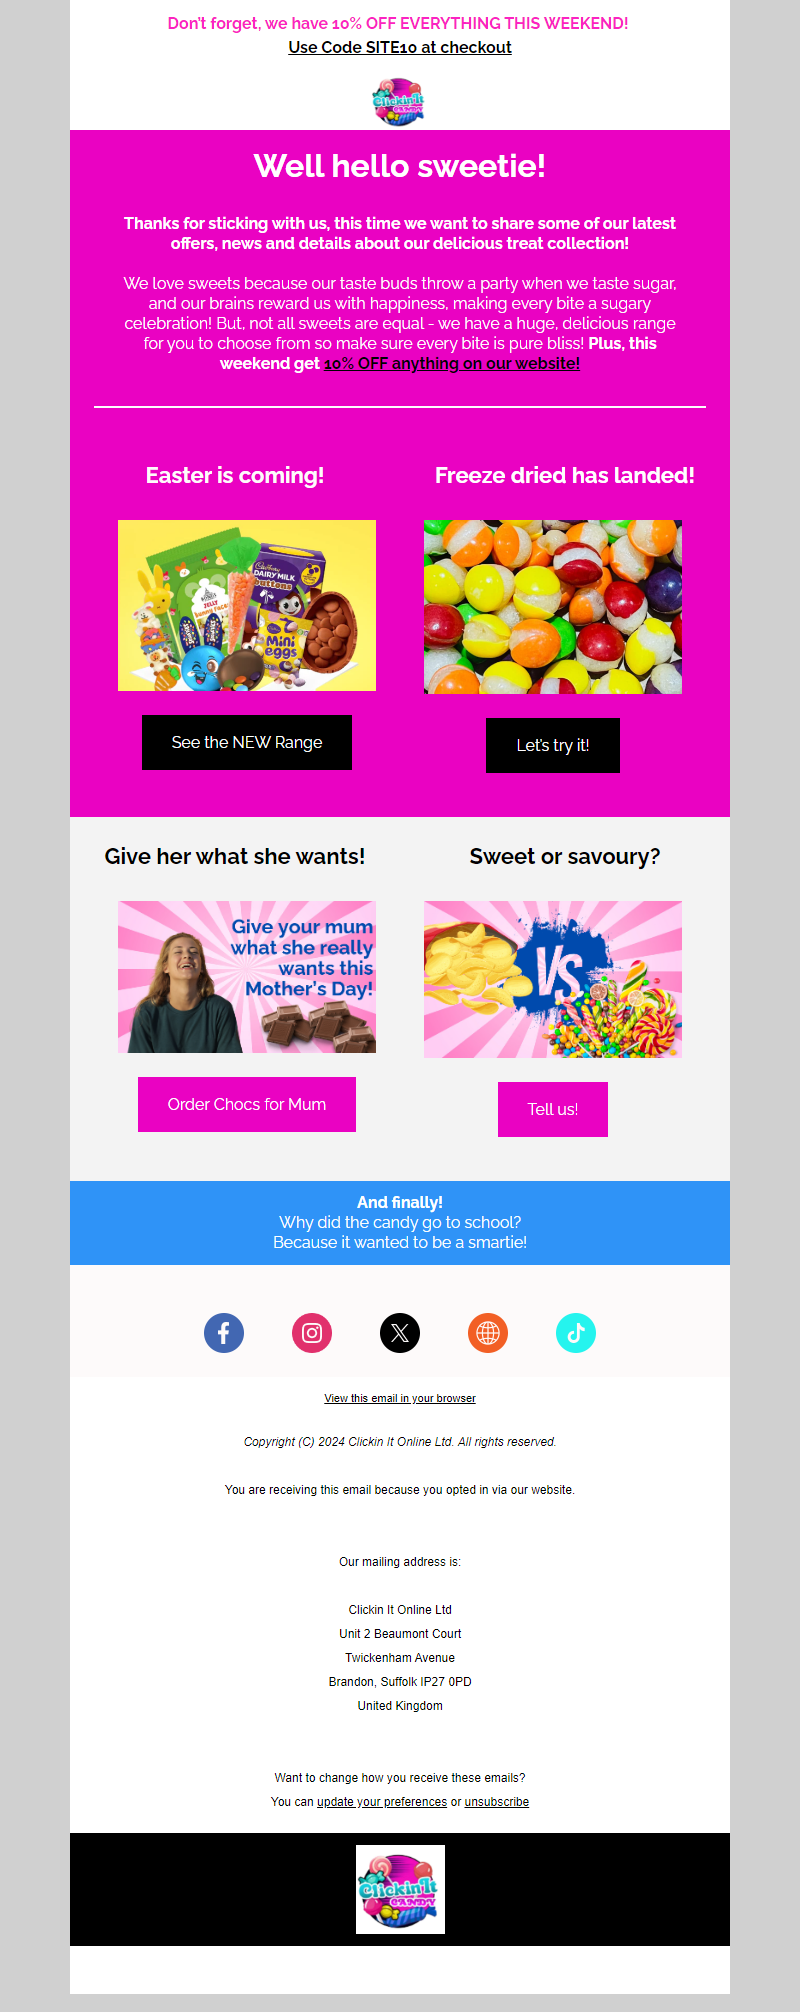 Don't forget, we have 10% OFF EVERYTHING THIS WEEKEND!
Use Code SITE10 at checkout
Clickin It
CANDY
Well hello sweetie!
Thanks for sticking with us, this time we want to share some of our latest
offers, news and details about our delicious treat collection!
We love sweets because our taste buds throw a party when we taste sugar,
and our brains reward us with happiness, making every bite a sugary
celebration! But, not all sweets are equal - we have a huge, delicious range
for you to choose from so make sure every bite is pure bliss! Plus, this
weekend get 10% OFF anything on our website!
Easter is coming!
Freeze dried has landed!
Cadbury
DAIRY MILK
buttons
JELLY
Bunny Faces
Mini
eggs
See the NEW Range
Let's try it!
Give her what she wants!
Sweet or savoury?
Give your mum
what she really
wants this
Mother's Day!
VS
Order Chocs for Mum
Tell us!
And finally!
Why did the candy go to school?
Because it wanted to be a smartie!
View this email in your browser
Copyright (C) 2024 Clickin It Online Ltd. All rights reserved.
You are receiving this email because you opted in via our website.
Our mailing address is:
Clickin It Online Ltd
Unit 2 Beaumont Court
Twickenham Avenue
Brandon, Suffolk IP27 0PD
United Kingdom
Want to change how you receive these emails?
You can update your preferences or unsubscribe
Clickin It
CANDY